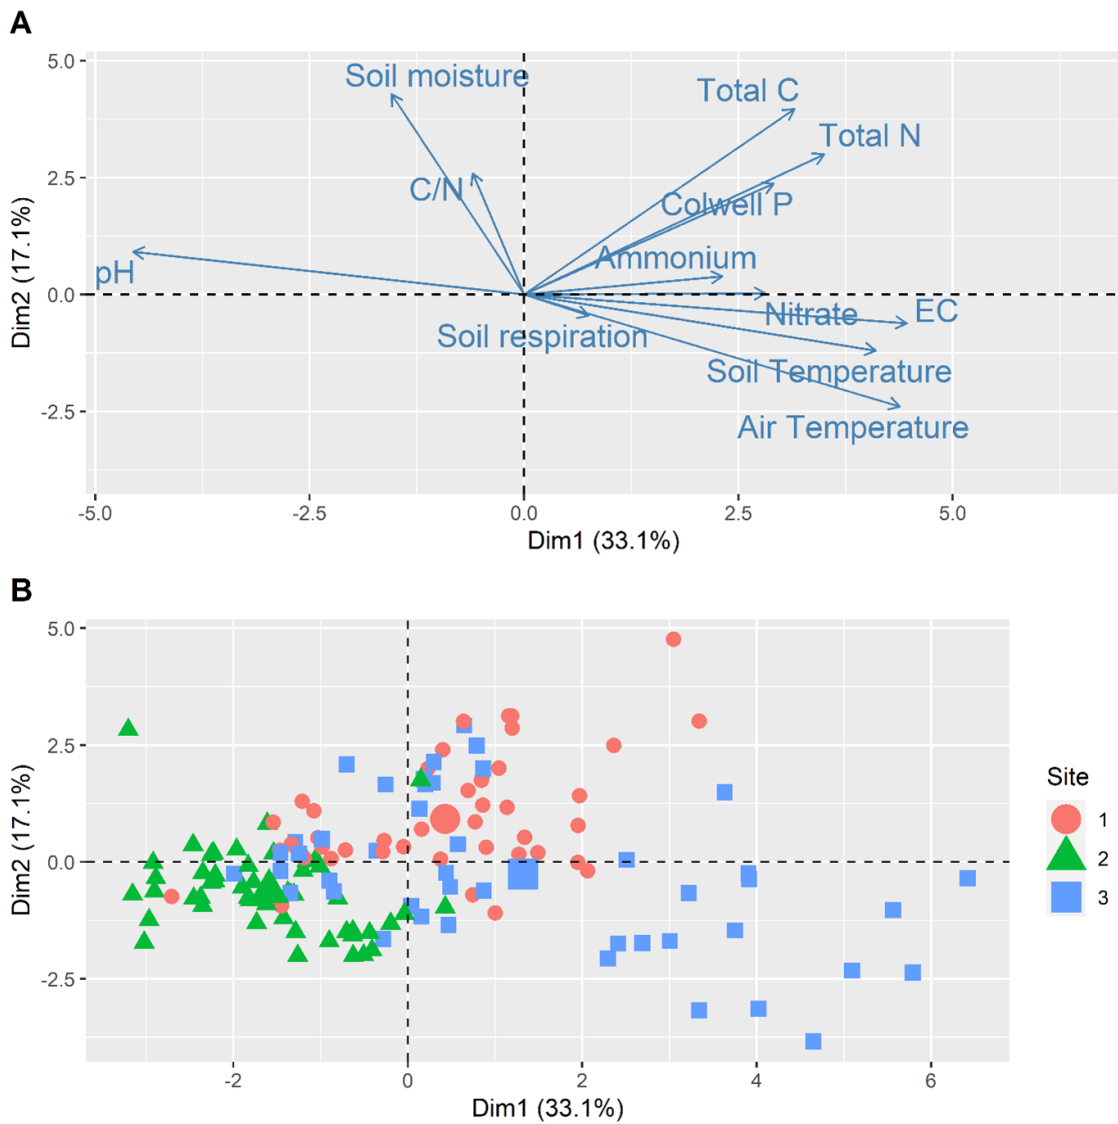 A
5.0
2.5
0.0
-2.5
Dim2 (17.1%)
Soil moisture
Total C
Total N
C/N
Colwell P
pH
Ammonium
Nitrate
EC
Soil respiration
Soil Temperature
Air Temperature
-5.0 -2.5 0.0 2.5 5.0
Dim1 (33.1%)
B
5.0
2.5
0.0
-2.5
Dim2 (17.1%)
-2 0 2 4 6
Dim1 (33.1%)
Site
1
2
3